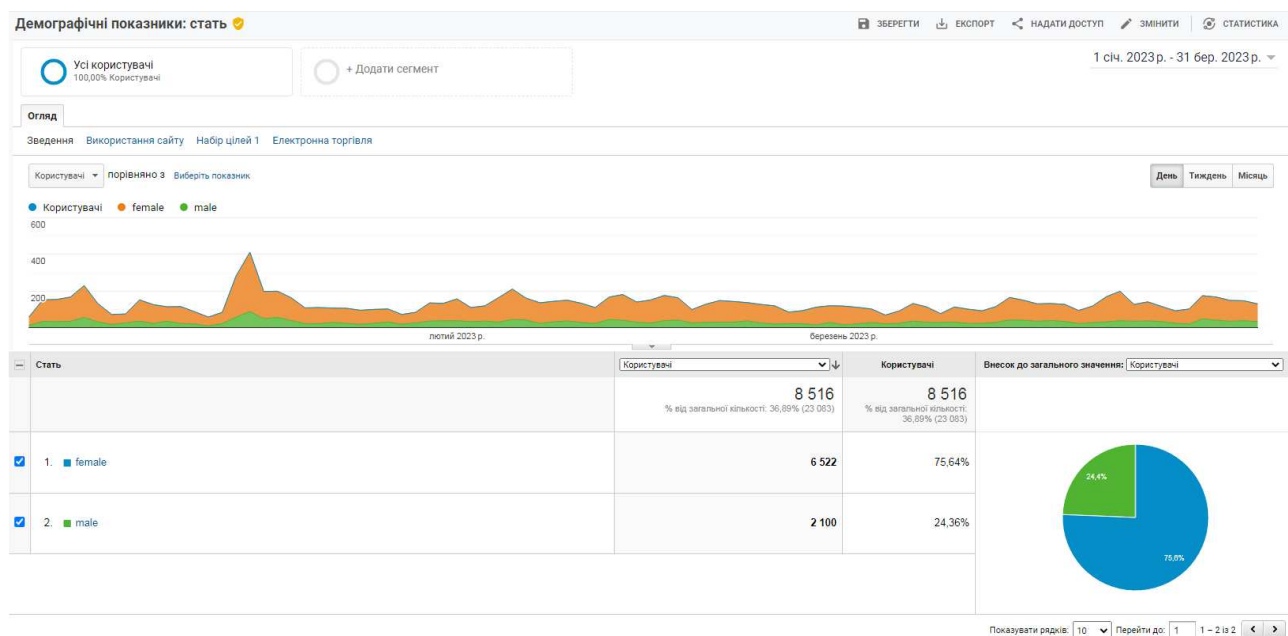 Демографічні показники: стать
ЗБЕРЕГТИ ЕКСПОРТ НАДАТИ ДОСТУП ЗМІНИТИ СТАТИСТИКА
Усі користувачі
100,00% Користувачі
+ Додати сегмент
1 січ. 2023 р. - 31 бер. 2023 р.
Огляд
Зведення Використання сайту Набір цілей 1 Електронна торгівля
Користувачі порівняно з Виберіть показник
День Тиждень Місяць
Користувачі female male
600
400
200
лютий 2023 р. березень 2023 р.
Стать Користувачі Користувачі Внесок до загального значення: Користувачі
8 516 8 516
% від загальної кількості: 36,89% (23 083) % від загальної кількості:
36,89% (23 083)
1. female 6 522 75,64%
2. male 2 100 24,36%
24,4%
75,6%
Показувати рядків: 10 Перейти до: 1 1 – 2 із 2